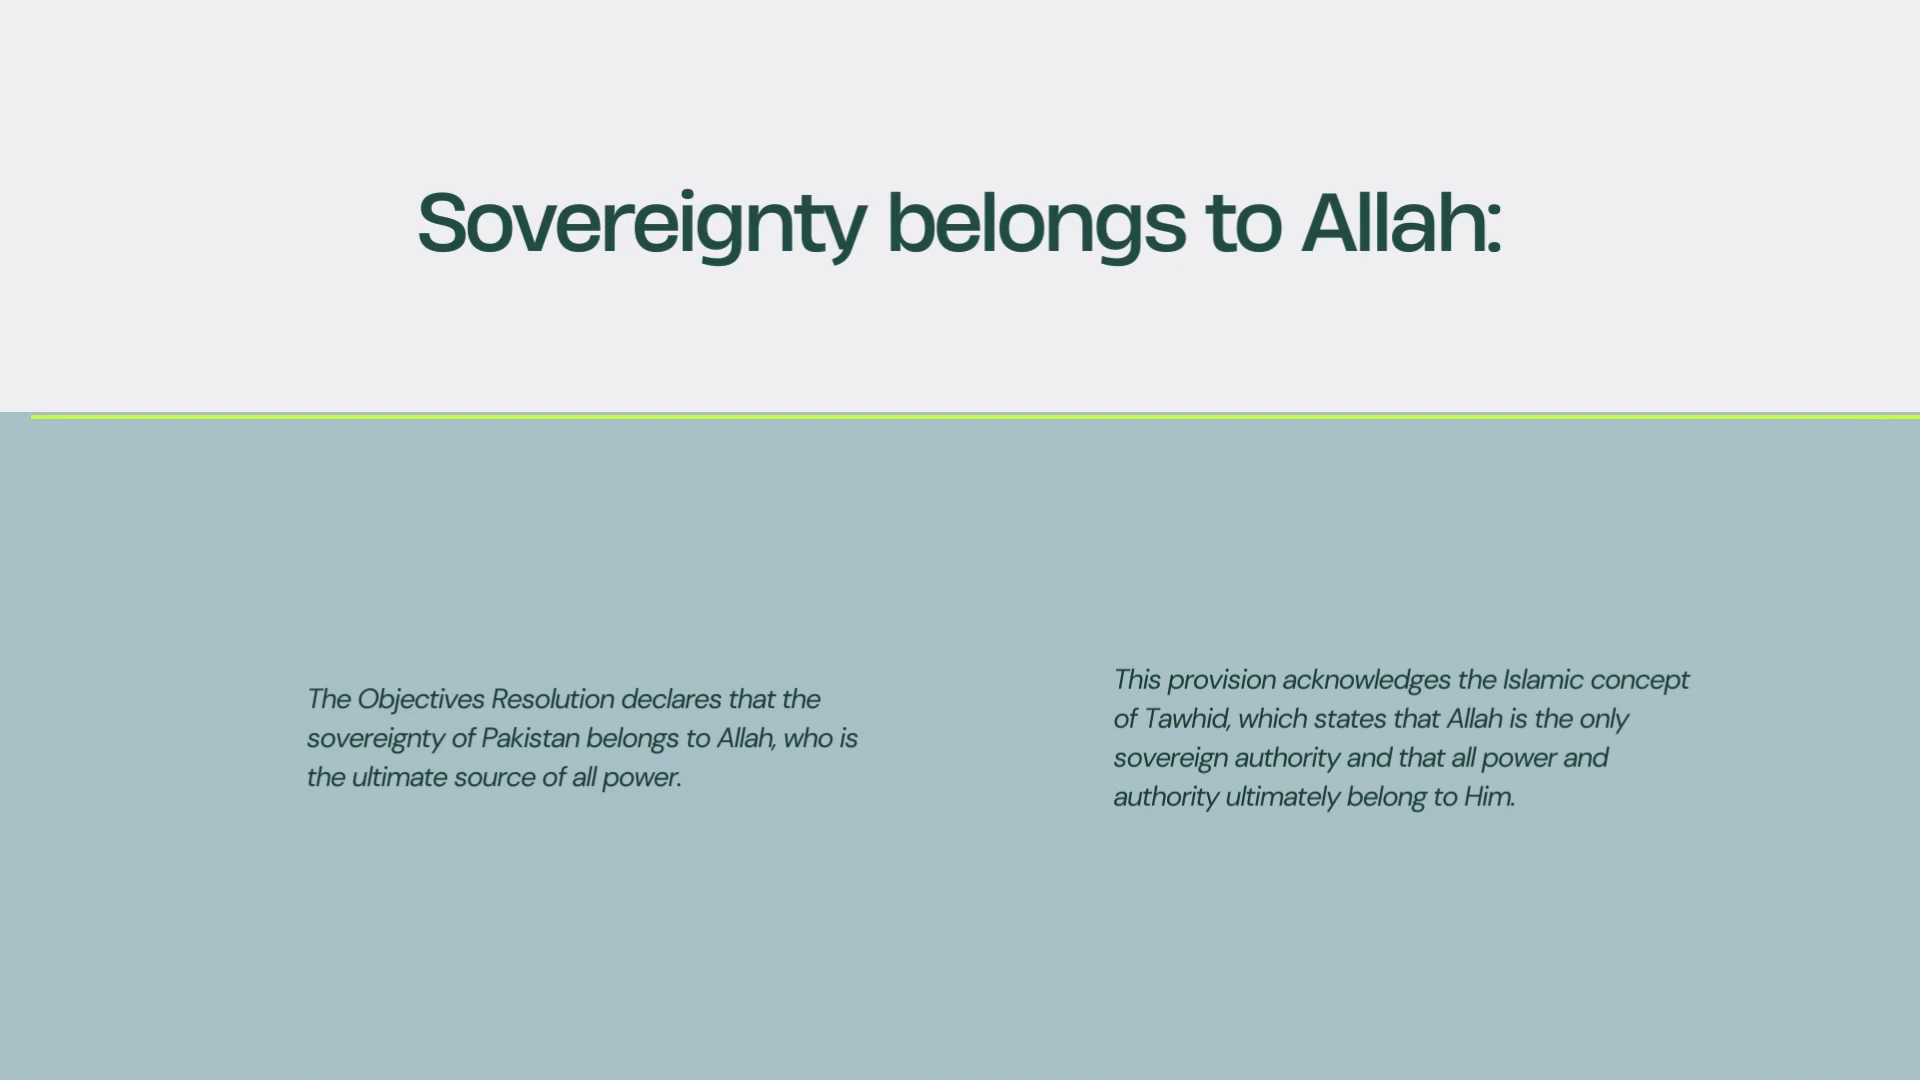 Sovereignty belongs to Allah:
The Objectives Resolution declares that the
sovereignty of Pakistan belongs to Allah, who is
the ultimate source of all power.
This provision acknowledges the Islamic concept
of Tawhid, which states that Allah is the only
sovereign authority and that all power and
authority ultimately belong to Him.